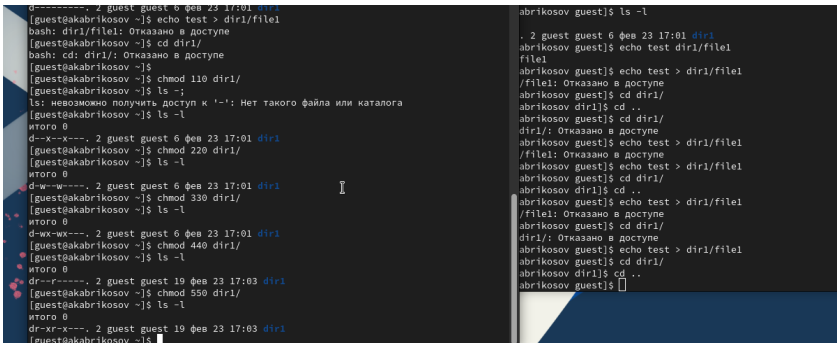 d---------. 2 guest guest 6 фев 23 17:01 dir1
[guest@akabrikosov ~]$ echo test > dir1/file1
bash: dir1/file1: Отказано в доступе
[guest@akabrikosov ~]$ cd dir1/
bash: cd: dir1/: Отказано в доступе
[guest@akabrikosov ~]$
[guest@akabrikosov ~]$ chmod 110 dir1/
[guest@akabrikosov ~]$ ls -;
ls: невозможно получить доступ к '-': Нет такого файла или каталога
[guest@akabrikosov ~]$ ls -l
итого 0
d--x--x---. 2 guest guest 6 фев 23 17:01 dir1
[guest@akabrikosov ~]$ chmod 220 dir1/
[guest@akabrikosov ~]$ ls -l
итого 0
d-w--w----. 2 guest guest 6 фев 23 17:01 dir1
[guest@akabrikosov ~]$ chmod 330 dir1/
[guest@akabrikosov ~]$ ls -l
итого 0
d-wx-wx---. 2 guest guest 6 фев 23 17:01 dir1
[guest@akabrikosov ~]$ chmod 440 dir1/
[guest@akabrikosov ~]$ ls -l
итого 0
dr--r-----. 2 guest guest 19 фев 23 17:03 dir1
[guest@akabrikosov ~]$ chmod 550 dir1/
[guest@akabrikosov ~]$ ls -l
итого 0
dr-xr-x---. 2 guest guest 19 фев 23 17:03 dir1
[guest@akabrikosov ~]$
abrikosov guest]$ ls -l
. 2 guest guest 6 фев 23 17:01 dir1
abrikosov guest]$ echo test dir1/file1
file1
abrikosov guest]$ echo test > dir1/file1
/file1: Отказано в доступе
abrikosov guest]$ cd dir1/
abrikosov dir1]$ cd ..
abrikosov guest]$ cd dir1/
dir1/: Отказано в доступе
abrikosov guest]$ echo test > dir1/file1
/file1: Отказано в доступе
abrikosov guest]$ echo test > dir1/file1
abrikosov guest]$ cd dir1/
abrikosov dir1]$ cd ..
abrikosov guest]$ echo test > dir1/file1
/file1: Отказано в доступе
abrikosov guest]$ cd dir1/
dir1/: Отказано в доступе
abrikosov guest]$ echo test > dir1/file1
abrikosov guest]$ cd dir1/
abrikosov dir1]$ cd ..
abrikosov guest]$